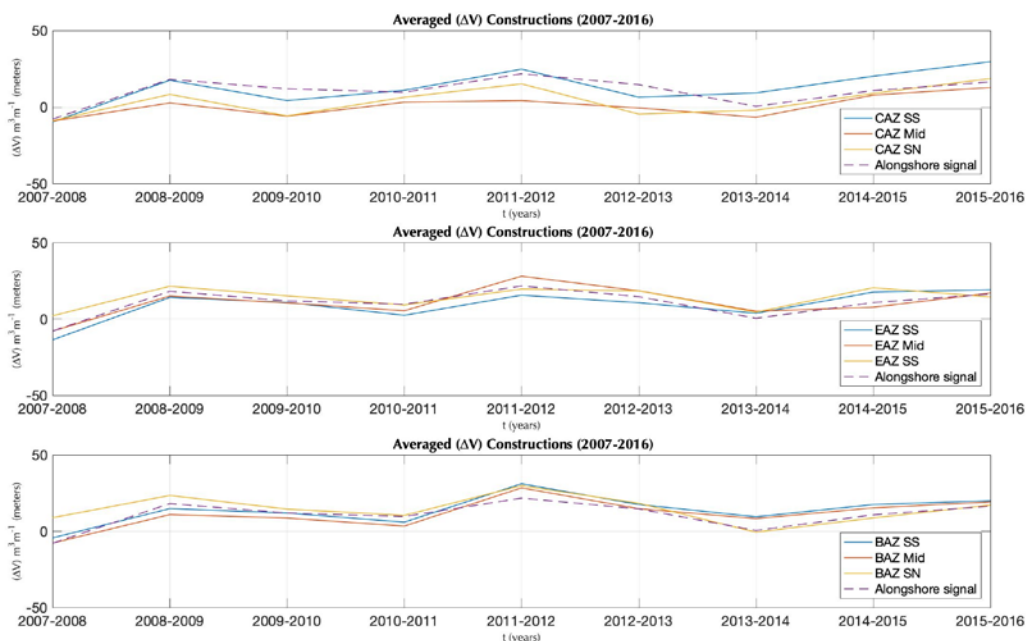 Averaged (ΔV) Constructions (2007-2016)
50
0
-50
(ΔV) m³ m⁻¹ (meters)
CAZ SS
CAZ Mid
CAZ SN
Alongshore signal
2007-2008 2008-2009 2009-2010 2010-2011 2011-2012 2012-2013 2013-2014 2014-2015 2015-2016
t (years)
Averaged (ΔV) Constructions (2007-2016)
50
0
-50
(ΔV) m³ m⁻¹ (meters)
EAZ SS
EAZ Mid
EAZ SS
Alongshore signal
2007-2008 2008-2009 2009-2010 2010-2011 2011-2012 2012-2013 2013-2014 2014-2015 2015-2016
t (years)
Averaged (ΔV) Constructions (2007-2016)
50
0
-50
(ΔV) m³ m⁻¹ (meters)
BAZ SS
BAZ Mid
BAZ SN
Alongshore signal
2007-2008 2008-2009 2009-2010 2010-2011 2011-2012 2012-2013 2013-2014 2014-2015 2015-2016
t (years)